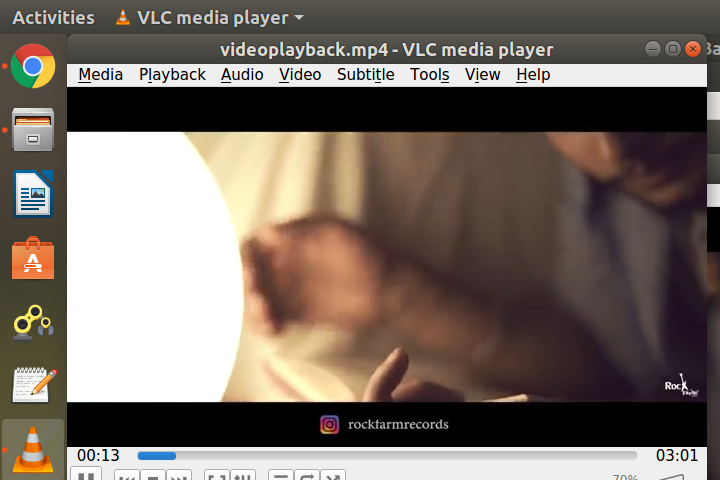 Activities VLC media player
videoplayback.mp4 - VLC media player
Media Playback Audio Video Subtitle Tools View Help
Rock
rockfarmrecords
00:13 03:01
70%